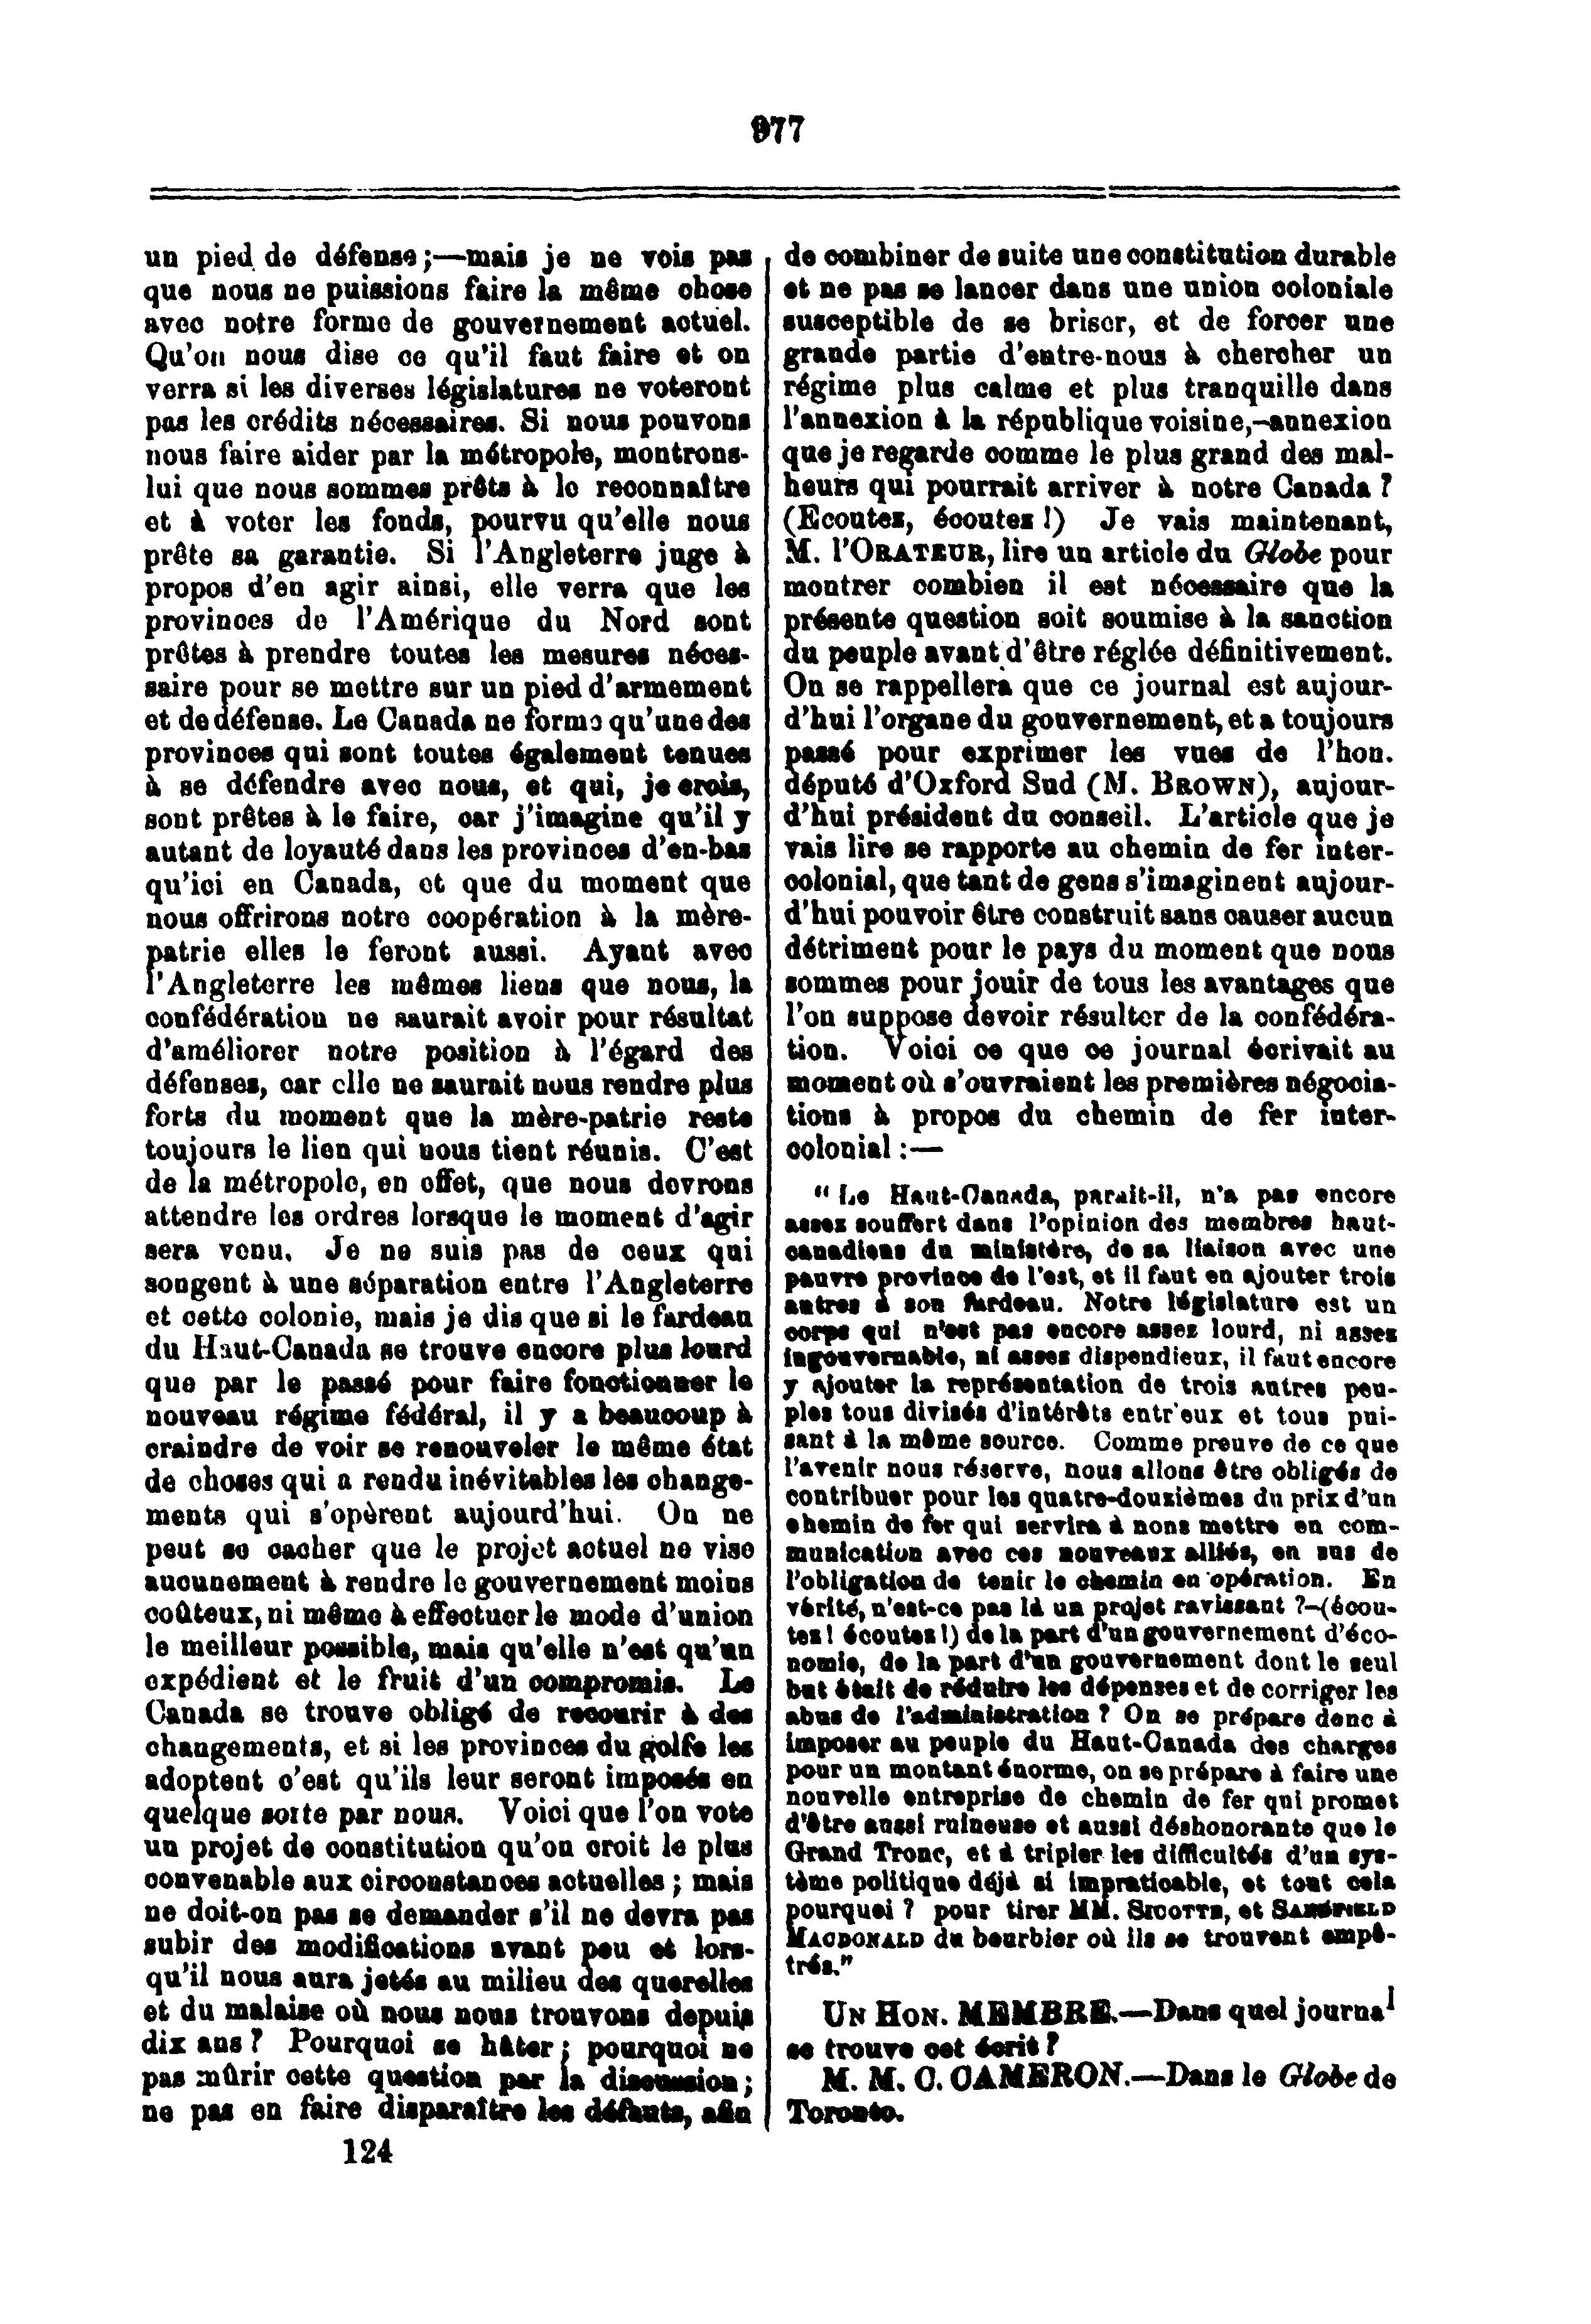 977
un pied de défense;—mais je ne vois pas
que nous ne puissions faire la même chose
avec notre forme de gouvernement actuel.
Qu'on nous dise ce qu'il faut faire et on
verra si les diverses législatures ne voteront
pas les crédits nécessaires. Si nous pouvons
nous faire aider par la métropole, montrons-
lui que nous sommes prêts à le reconnaître
et à voter les fonds, pourvu qu'elle nous
prête sa garantie. Si l'Angleterre juge à
propos d'en agir ainsi, elle verra que les
provinces de l'Amérique du Nord sont
prêtes à prendre toutes les mesures néces-
saire pour se mettre sur un pied d'armement
et de défense. Le Canada ne forme qu'une des
provinces qui sont toutes également tenues
à se défendre avec nous, et qui, je crois,
sont prêtes à le faire, car j'imagine qu'il y
autant de loyauté dans les provinces d'en-bas
qu'ici en Canada, et que du moment que
nous offrirons notre coopération à la mère-
patrie elles le feront aussi. Ayant avec
l'Angleterre les mêmes liens que nous, la
confédération ne saurait avoir pour résultat
d'améliorer notre position à l'égard des
défenses, car elle ne saurait nous rendre plus
forts du moment que la mère-patrie reste
toujours le lien qui nous tient réunis. C'est
de la métropole, en effet, que nous devrons
attendre les ordres lorsque le moment d'agir
sera venu. Je ne suis pas de ceux qui
songent à une séparation entre l'Angleterre
et cette colonie, mais je dis que si le fardeau
du Haut-Canada se trouve encore plus lourd
que par le passé pour faire fonctionner le
nouveau régime fédéral, il y a beaucoup à
craindre de voir se renouveler le même état
de choses qui a rendu inévitables les change-
ments qui s'opèrent aujourd'hui. On ne
peut se cacher que le projet actuel ne vise
aucunement à rendre le gouvernement moins
coûteux, ni même à effectuer le mode d'union
le meilleur possible, mais qu'elle n'est qu'un
expédient et le fruit d'un compromis. Le
Canada se trouve obligé de recourir à des
changements, et si les provinces du golfe les
adoptent c'est qu'ils leur seront imposés en
quelque sorte par nous. Voici que l'on vote
un projet de constitution qu'on croit le plus
convenable aux circonstances actuelles; mais
ne doit-on pas se demander s'il ne devra pas
subir des modifications avant peu et lors-
qu'il nous aura jetés au milieu des querelles
et du malaise où nous nous trouvons depuis
dix ans? Pourquoi se hâter; pourquoi ne
pas mûrir cette question par la discussion;
ne pas en faire disparaître les défauts, afin
124
de combiner de suite une constitution durable
et ne pas se lancer dans une union coloniale
susceptible de se briser, et de forcer une
grande partie d'entre-nous à chercher un
régime plus calme et plus tranquille dans
l'annexion à la république voisine,—annexion
que je regarde comme le plus grand des mal-
heurs qui pourrait arriver à notre Canada?
(Ecoutez, écoutez!) Je vais maintenant,
M. l'ORATEUR, lire un article du Globe pour
montrer combien il est nécessaire que la
présente question soit soumise à la sanction
du peuple avant d'être réglée définitivement.
On se rappellera que ce journal est aujour-
d'hui l'organe du gouvernement, et a toujours
passé pour exprimer les vues de l'hon.
député d'Oxford Sud (M. BROWN), aujour-
d'hui président du conseil. L'article que je
vais lire se rapporte au chemin de fer inter-
colonial, que tant de gens s'imaginent aujour-
d'hui pouvoir être construit sans causer aucun
détriment pour le pays du moment que nous
sommes pour jouir de tous les avantages que
l'on suppose devoir résulter de la confédéra-
tion. Voici ce que ce journal écrivait au
moment où s'ouvraient les premières négocia-
tions à propos du chemin de fer inter-
colonial:—
"Le Haut-Canada, parait-il, n'a pas encore
assez souffert dans l'opinion des membres haut-
canadiens du ministère, de sa liaison avec une
pauvre province de l'est, et il faut en ajouter trois
autres à son fardeau. Notre législature est un
corps qui n'est pas encore assez lourd, ni assez
ingouvernable, ni assez dispendieux, il faut encore
y ajouter la représentation de trois autres peu-
ples tous divisés d'intérêts entr'eux et tous pui-
sant à la même source. Comme preuve de ce que
l'avenir nous réserve, nous allons être obligés de
contribuer pour les quatre-douzièmes du prix d'un
chemin de fer qui servira à nons mettre en com-
munication avec ces nouveaux alliés, en sus de
l'obligation de tenir le chemin en opération. En
vérité, n'est-ce pas là un projet ravissant?—(écou-
tez! écoutez!) de la part d'un gouvernement d'éco-
nomie, de la part d'un gouvernement dont le seul
but était de réduire les dépenses et de corriger les
abus de l'administration? On se prépare donc à
imposer au peuple du Haut-Canada des charges
pour un montant énorme, on se prépare à faire une
nouvelle entreprise de chemin de fer qui promet
d'être aussi ruineuse et aussi déshonorante que le
Grand Tronc, et à tripler les difficultés d'un sys-
tème politique déjà si impraticable, et tout cela
pourquoi? pour tirer MM. SICOTTE, et SANDFIELD
MACDONALD du bourbier où ils se trouvent empê-
trés."
UN HON. MEMBRE.—Dans quel journal
se trouve cet écrit?
M. M. C. CAMERON.—Dans le Globe de
Toronto.